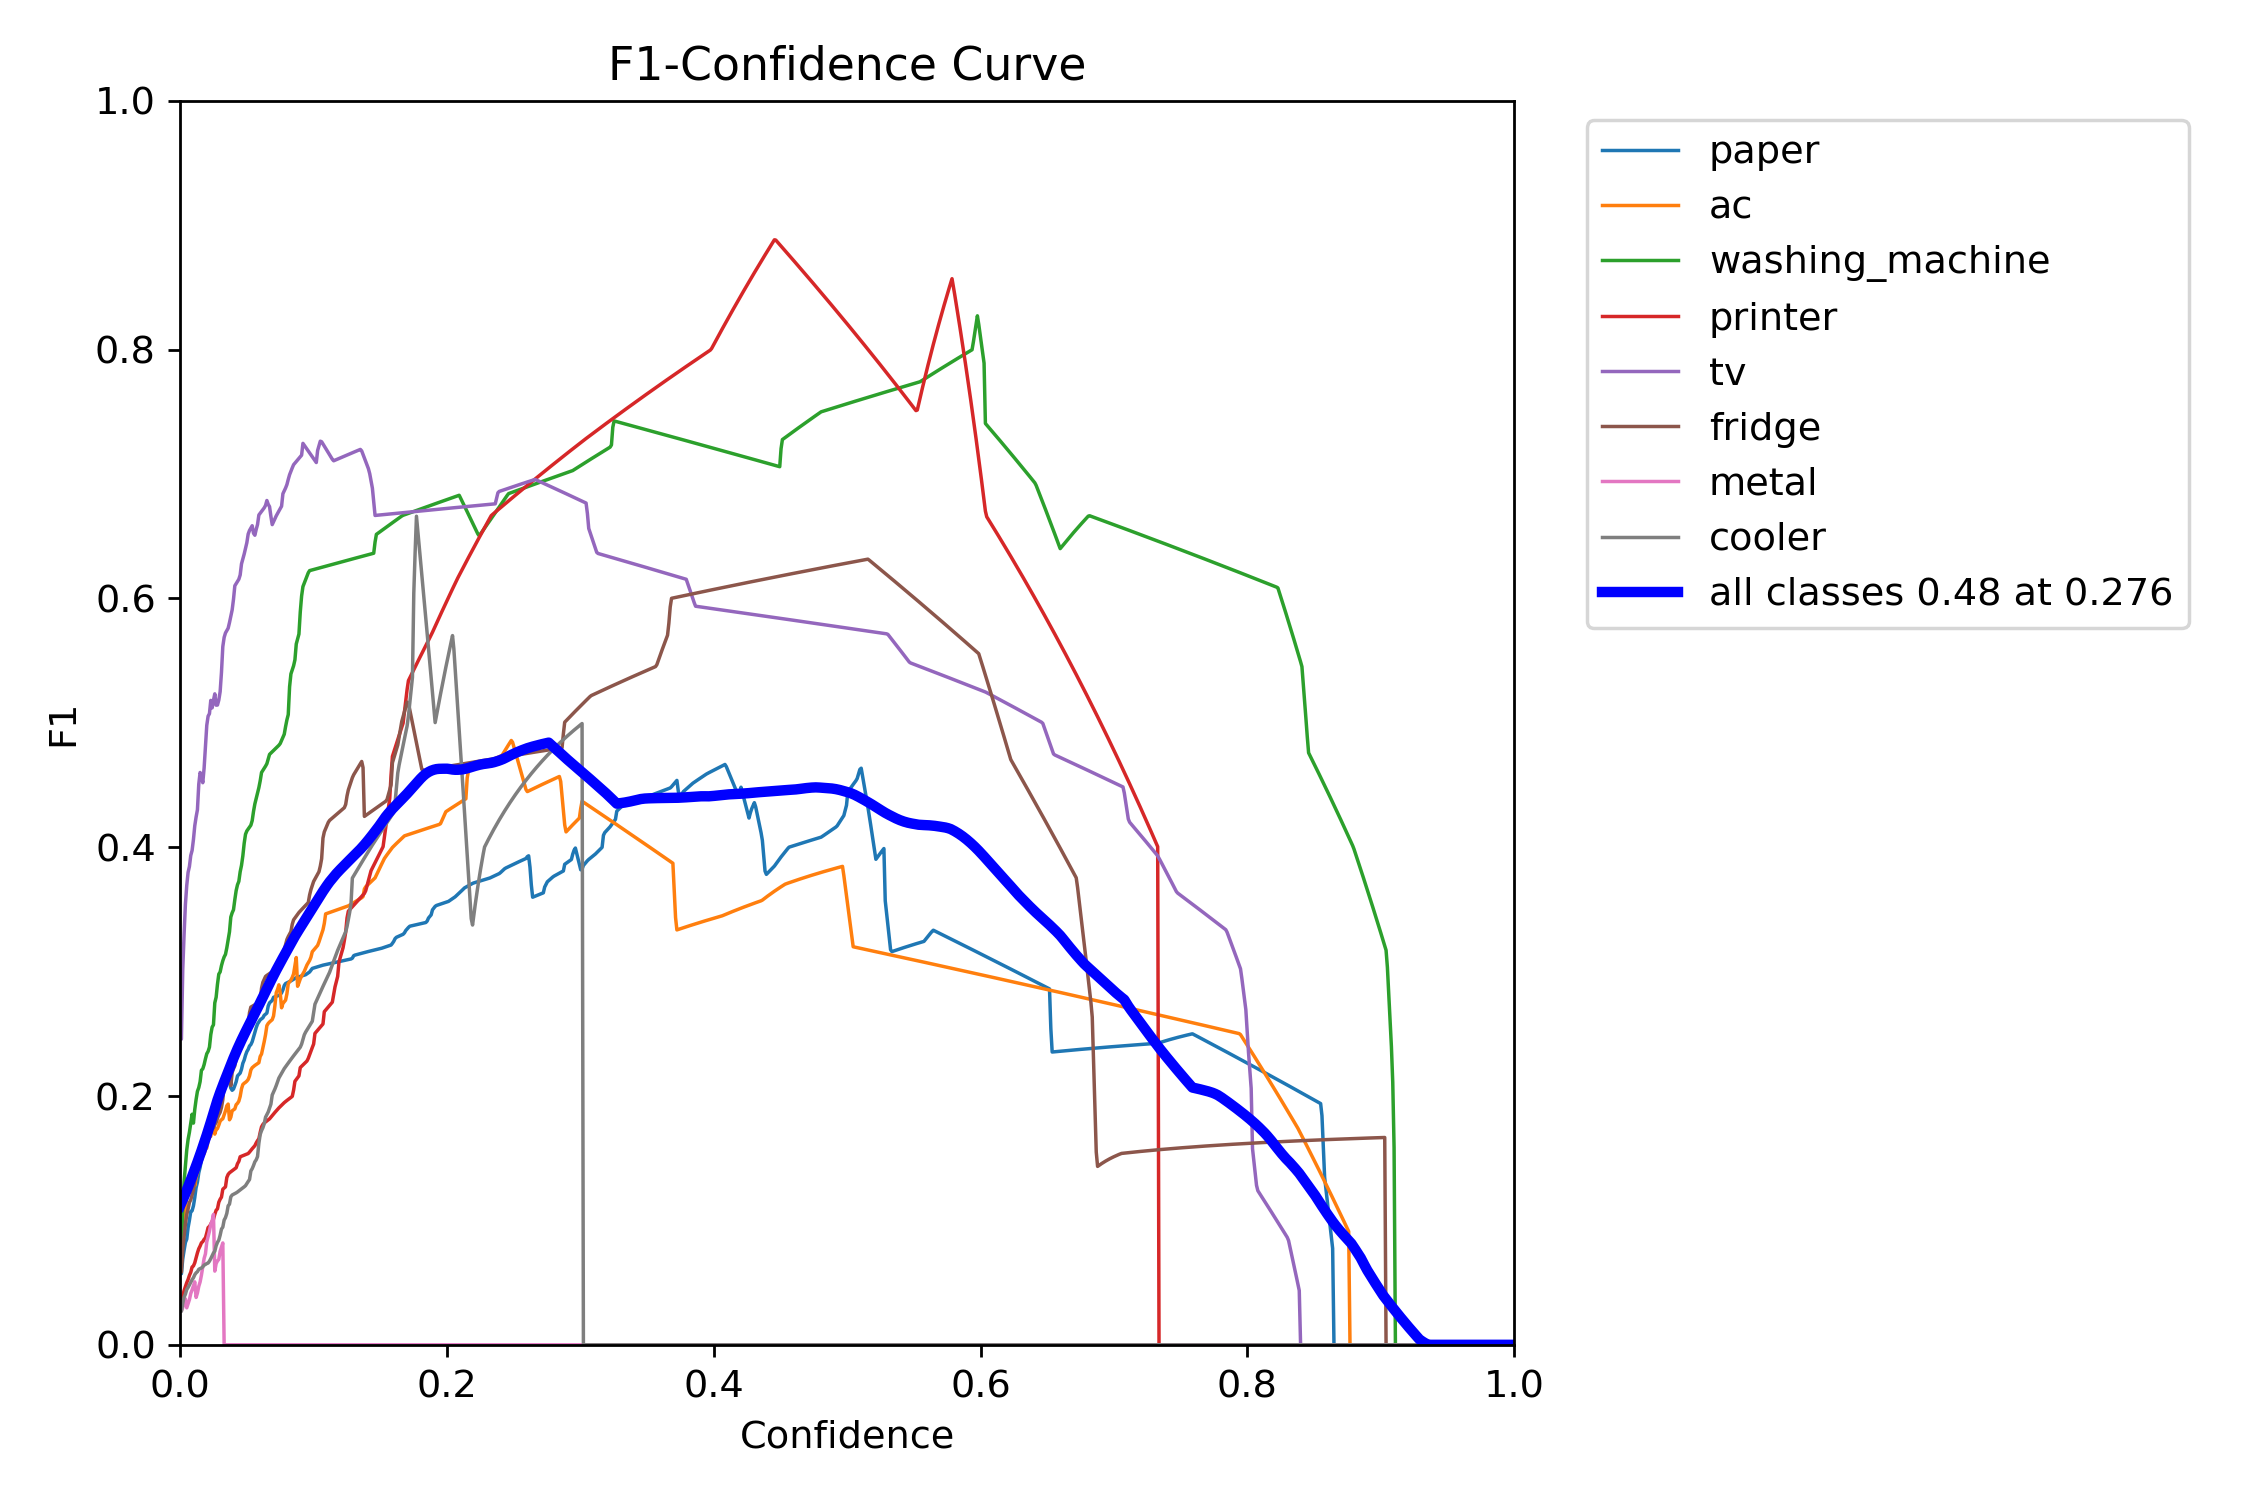 F1-Confidence Curve
1.0
0.8
0.6
0.4
0.2
0.0
F1
0.0 0.2 0.4 0.6 0.8 1.0
Confidence
paper
ac
washing_machine
printer
tv
fridge
metal
cooler
all classes 0.48 at 0.276